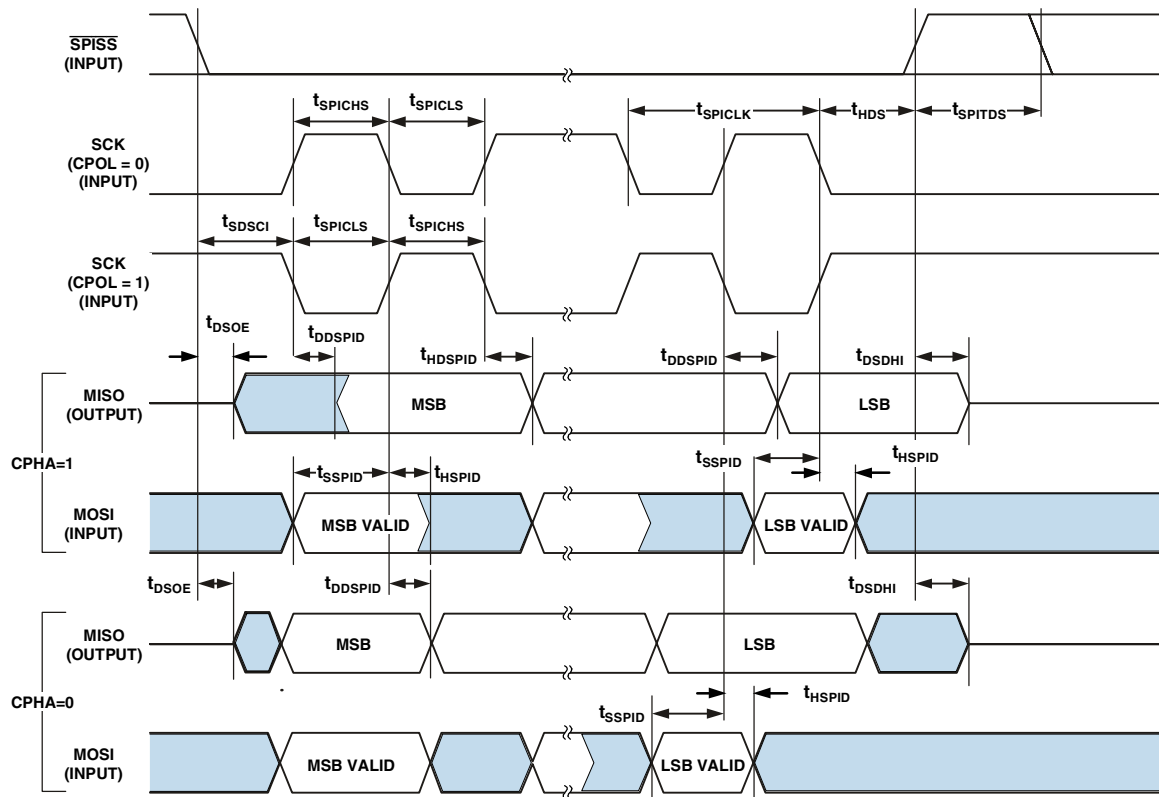 SPISS
(INPUT)
tSPICHS tSPICLS tSPICLK tHDS tSPITDS
SCK
(CPOL = 0)
(INPUT)
tSDSCI tSPICLS tSPICHS
SCK
(CPOL = 1)
(INPUT)
tDSOE tDDSPID tHDSPID tDDSPID tDSDHI
CPHA=1
MISO
(OUTPUT)
MSB LSB
tSSPID tHSPID tSSPID tHSPID
MOSI
(INPUT)
MSB VALID LSB VALID
tDSOE tDDSPID tDSDHI
CPHA=0
MISO
(OUTPUT)
MSB LSB
tSSPID tHSPID
MOSI
(INPUT)
MSB VALID LSB VALID